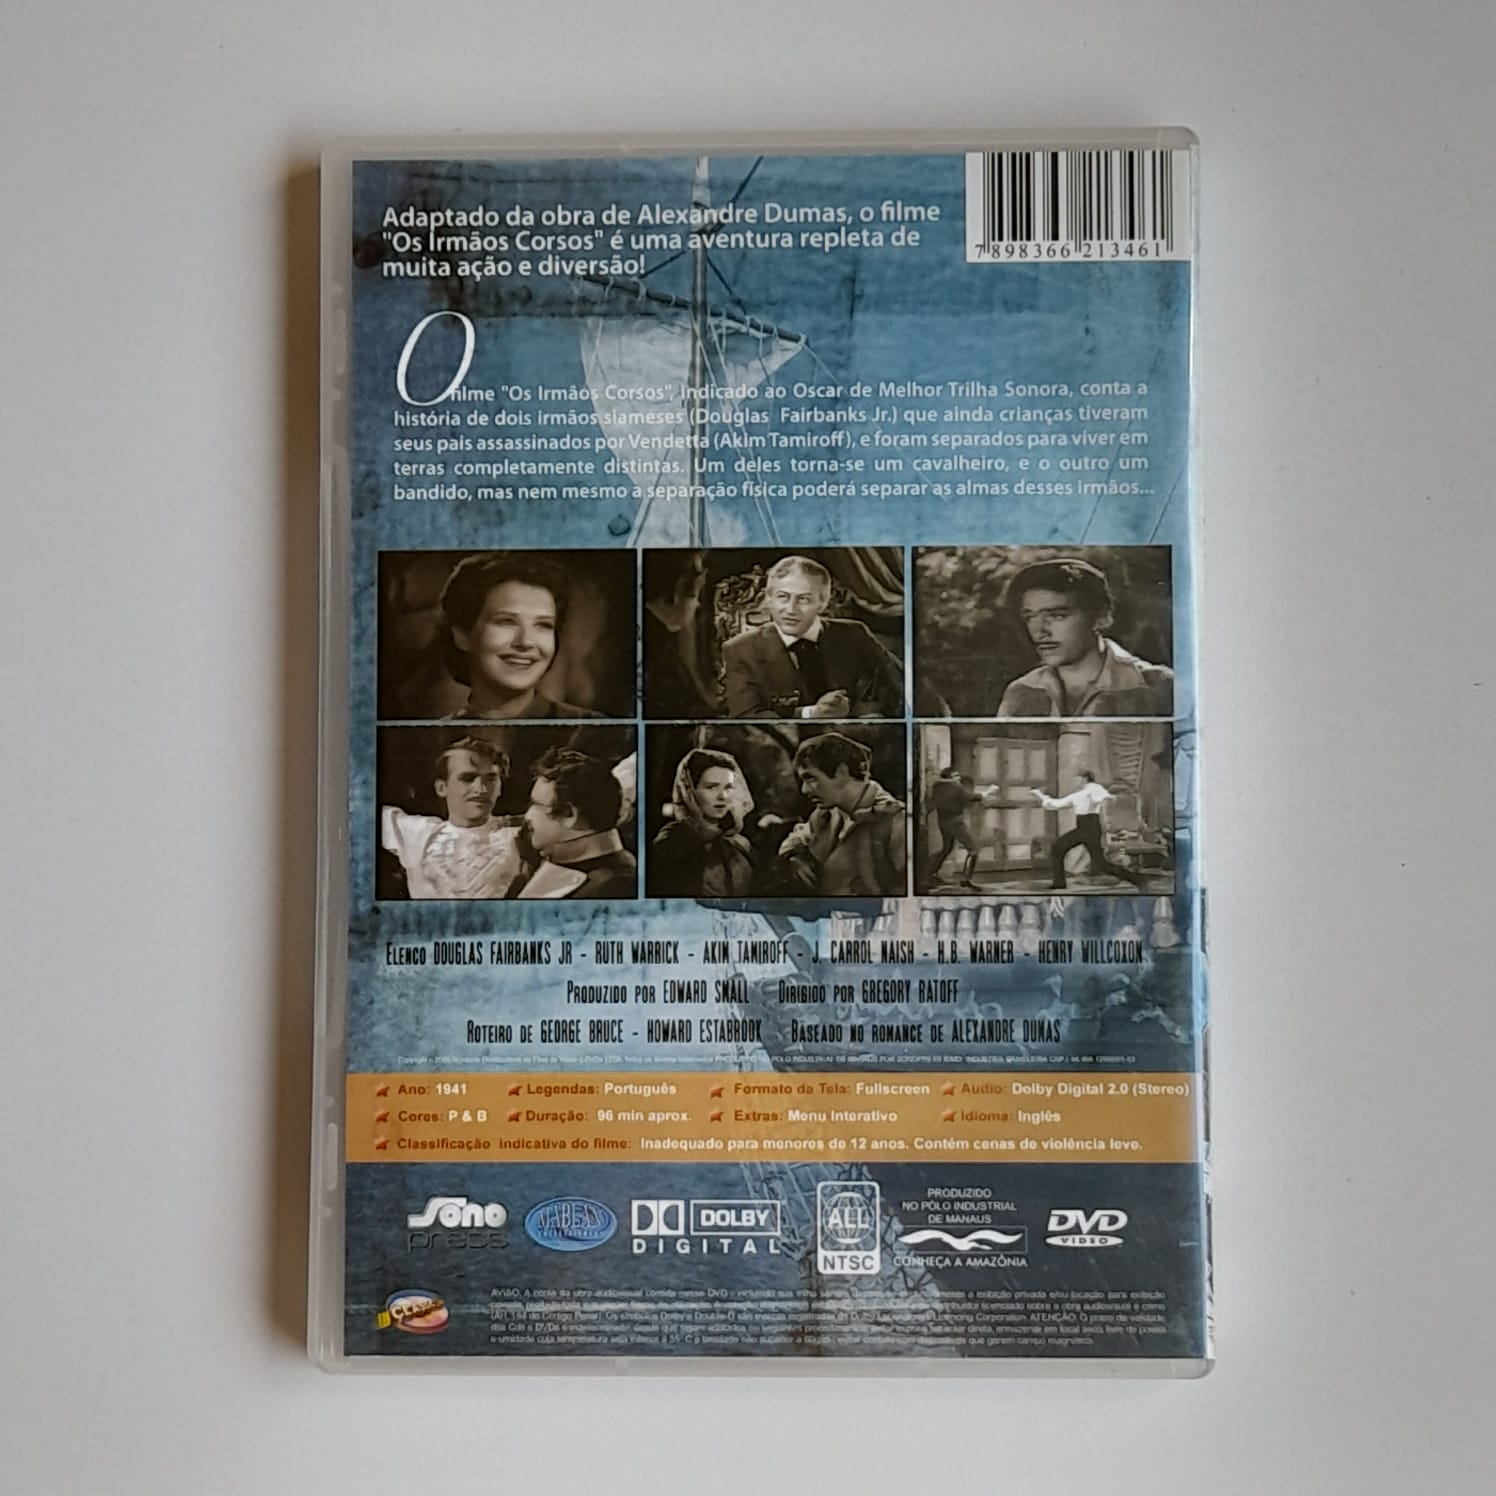 Adaptado da obra de Alexandre Dumas, o filme
"Os Irmãos Corsos" é uma aventura repleta de
muita ação e diversão!
7 898366 213461
O filme "Os Irmãos Corsos", indicado ao Oscar de Melhor Trilha Sonora, conta a
história de dois irmãos siameses (Douglas Fairbanks Jr.) que ainda crianças tiveram
seus pais assassinados por Vendetta (Akim Tamiroff), e foram separados para viver em
terras completamente distintas. Um deles torna-se um cavalheiro, e o outro um
bandido, mas nem mesmo a separação física poderá separar as almas desses irmãos...
Elenco DOUGLAS FAIRBANKS JR - RUTH WARRICK - AKIM TAMIROFF - J. CARROL NAISH - H.B. WARNER - HENRY WILLCOXON
Produzido por EDWARD SMALL Dirigido por GREGORY RATOFF
Roteiro de GEORGE BRUCE - HOWARD ESTABROOK Baseado no romance de ALEXANDRE DUMAS
Ano: 1941 Legendas: Português Formato da Tela: Fullscreen Audio: Dolby Digital 2.0 (Stereo)
Cores: P & B Duração: 96 min aprox. Extras: Menu Interativo Idioma: Inglês
Classificação indicativa do filme: Inadequado para menores de 12 anos. Contém cenas de violência leve.
Sono
press
DOLBY
DIGITAL
ALL
NTSC
PRODUZIDO
NO PÓLO INDUSTRIAL
DE MANAUS
CONHEÇA A AMAZÔNIA
DVD
VIDEO